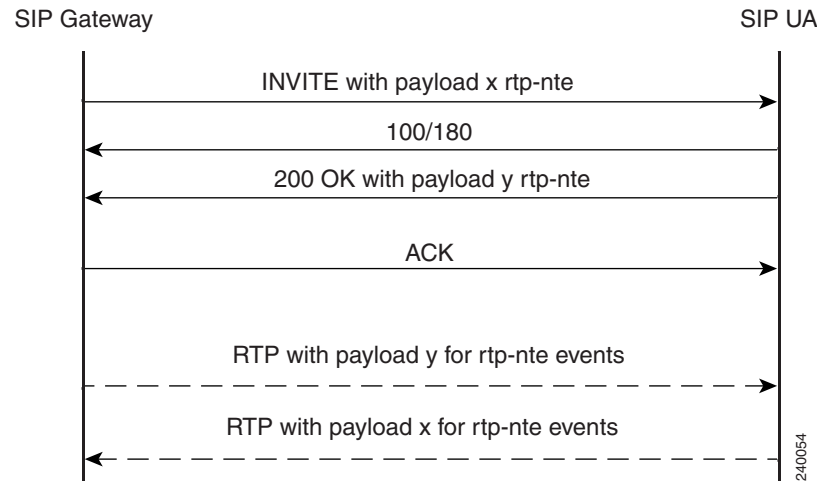 SIP Gateway
SIP UA
INVITE with payload x rtp-nte
100/180
200 OK with payload y rtp-nte
ACK
RTP with payload y for rtp-nte events
RTP with payload x for rtp-nte events
240054